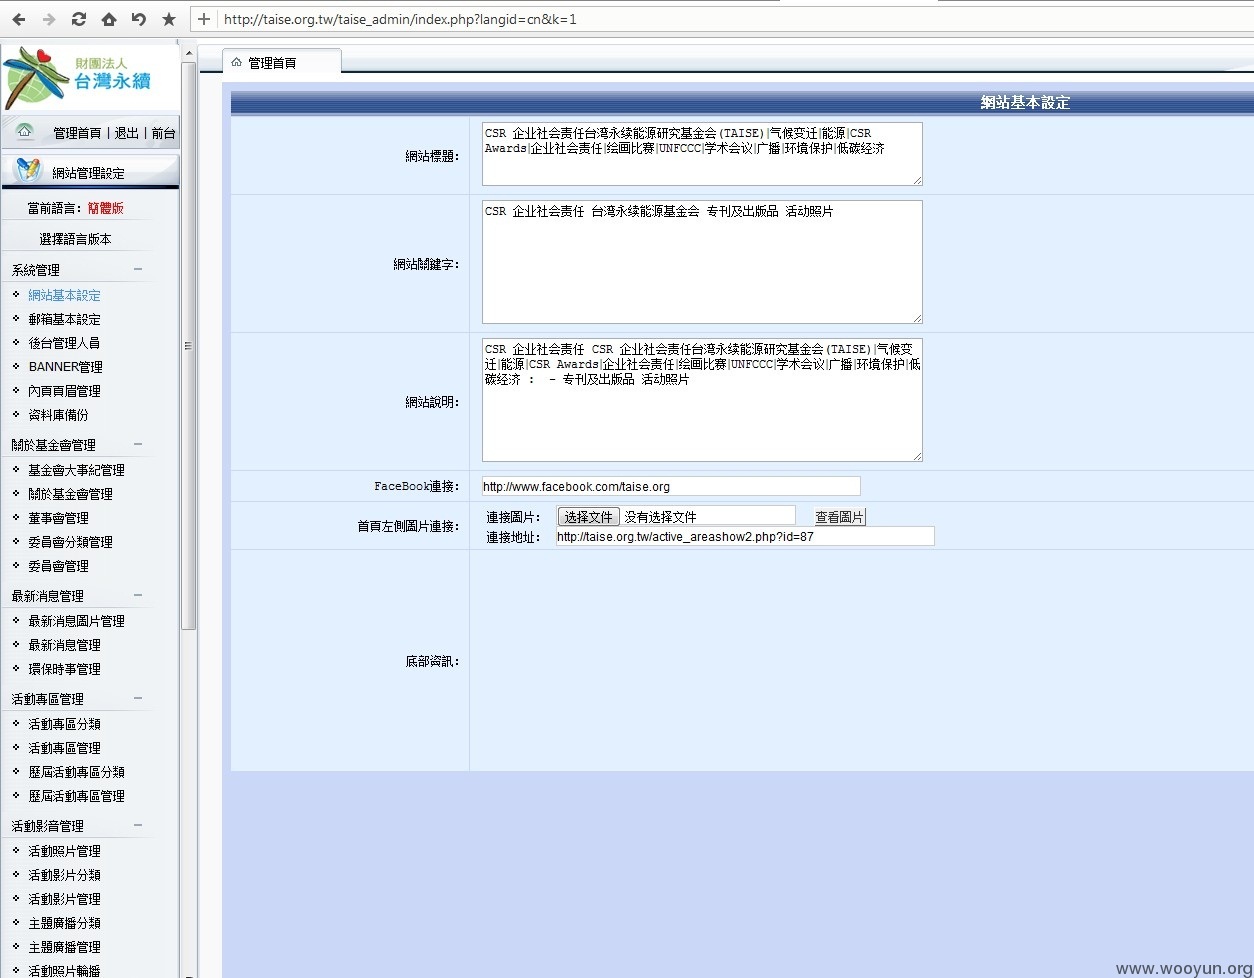 http://taise.org.tw/taise_admin/index.php?langid=cn&k=1
財團法人
台灣永續
管理首頁 | 退出 | 前台
網站管理設定
當前語言：簡體版
選擇語言版本
系統管理
網站基本設定
郵箱基本設定
後台管理人員
BANNER管理
內頁頁眉管理
資料庫備份
關於基金會管理
基金會大事紀管理
關於基金會管理
董事會管理
委員會分類管理
委員會管理
最新消息管理
最新消息圖片管理
最新消息管理
環保時事管理
活動專區管理
活動專區分類
活動專區管理
歷屆活動專區分類
歷屆活動專區管理
活動影音管理
活動照片管理
活動影片分類
活動影片管理
主題廣播分類
主題廣播管理
活動照片輪播
管理首頁
網站基本設定
網站標題：
CSR 企业社会责任台湾永续能源研究基金会(TAISE)|气候变迁|能源|CSR
Awards|企业社会责任|绘画比赛|UNFCCC|学术会议|广播|环境保护|低碳经济
網站關鍵字：
CSR 企业社会责任 台湾永续能源基金会 专刊及出版品 活动照片
網站說明：
CSR 企业社会责任 CSR 企业社会责任台湾永续能源研究基金会(TAISE)|气候变
迁|能源|CSR Awards|企业社会责任|绘画比赛|UNFCCC|学术会议|广播|环境保护|低
碳经济 ： - 专刊及出版品 活动照片
FaceBook連接：
http://www.facebook.com/taise.org
首頁左側圖片連接：
連接圖片： 选择文件 没有选择文件 查看圖片
連接地址： http://taise.org.tw/active_areashow2.php?id=87
底部資訊：
www.wooyun.org